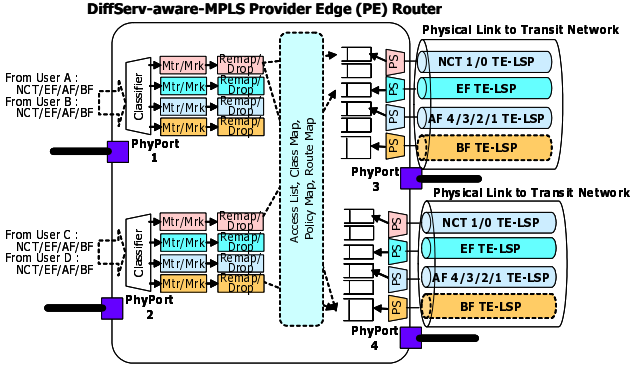 DiffServ-aware-MPLS Provider Edge (PE) Router
Physical Link to Transit Network
From User A :
NCT/EF/AF/BF
From User B :
NCT/EF/AF/BF
Classifier
Mtr/Mrk
Remap/
Drop
Mtr/Mrk
Remap/
Drop
Mtr/Mrk
Remap/
Drop
Mtr/Mrk
Remap/
Drop
PhyPort
1
Access List, Class Map,
Policy Map, Route Map
PS
NCT 1/0 TE-LSP
PS
EF TE-LSP
PS
AF 4/3/2/1 TE-LSP
PS
BF TE-LSP
PhyPort
3
Physical Link to Transit Network
From User C :
NCT/EF/AF/BF
From User D :
NCT/EF/AF/BF
Classifier
Mtr/Mrk
Remap/
Drop
Mtr/Mrk
Remap/
Drop
Mtr/Mrk
Remap/
Drop
Mtr/Mrk
Remap/
Drop
PhyPort
2
PS
NCT 1/0 TE-LSP
PS
EF TE-LSP
PS
AF 4/3/2/1 TE-LSP
PS
BF TE-LSP
PhyPort
4